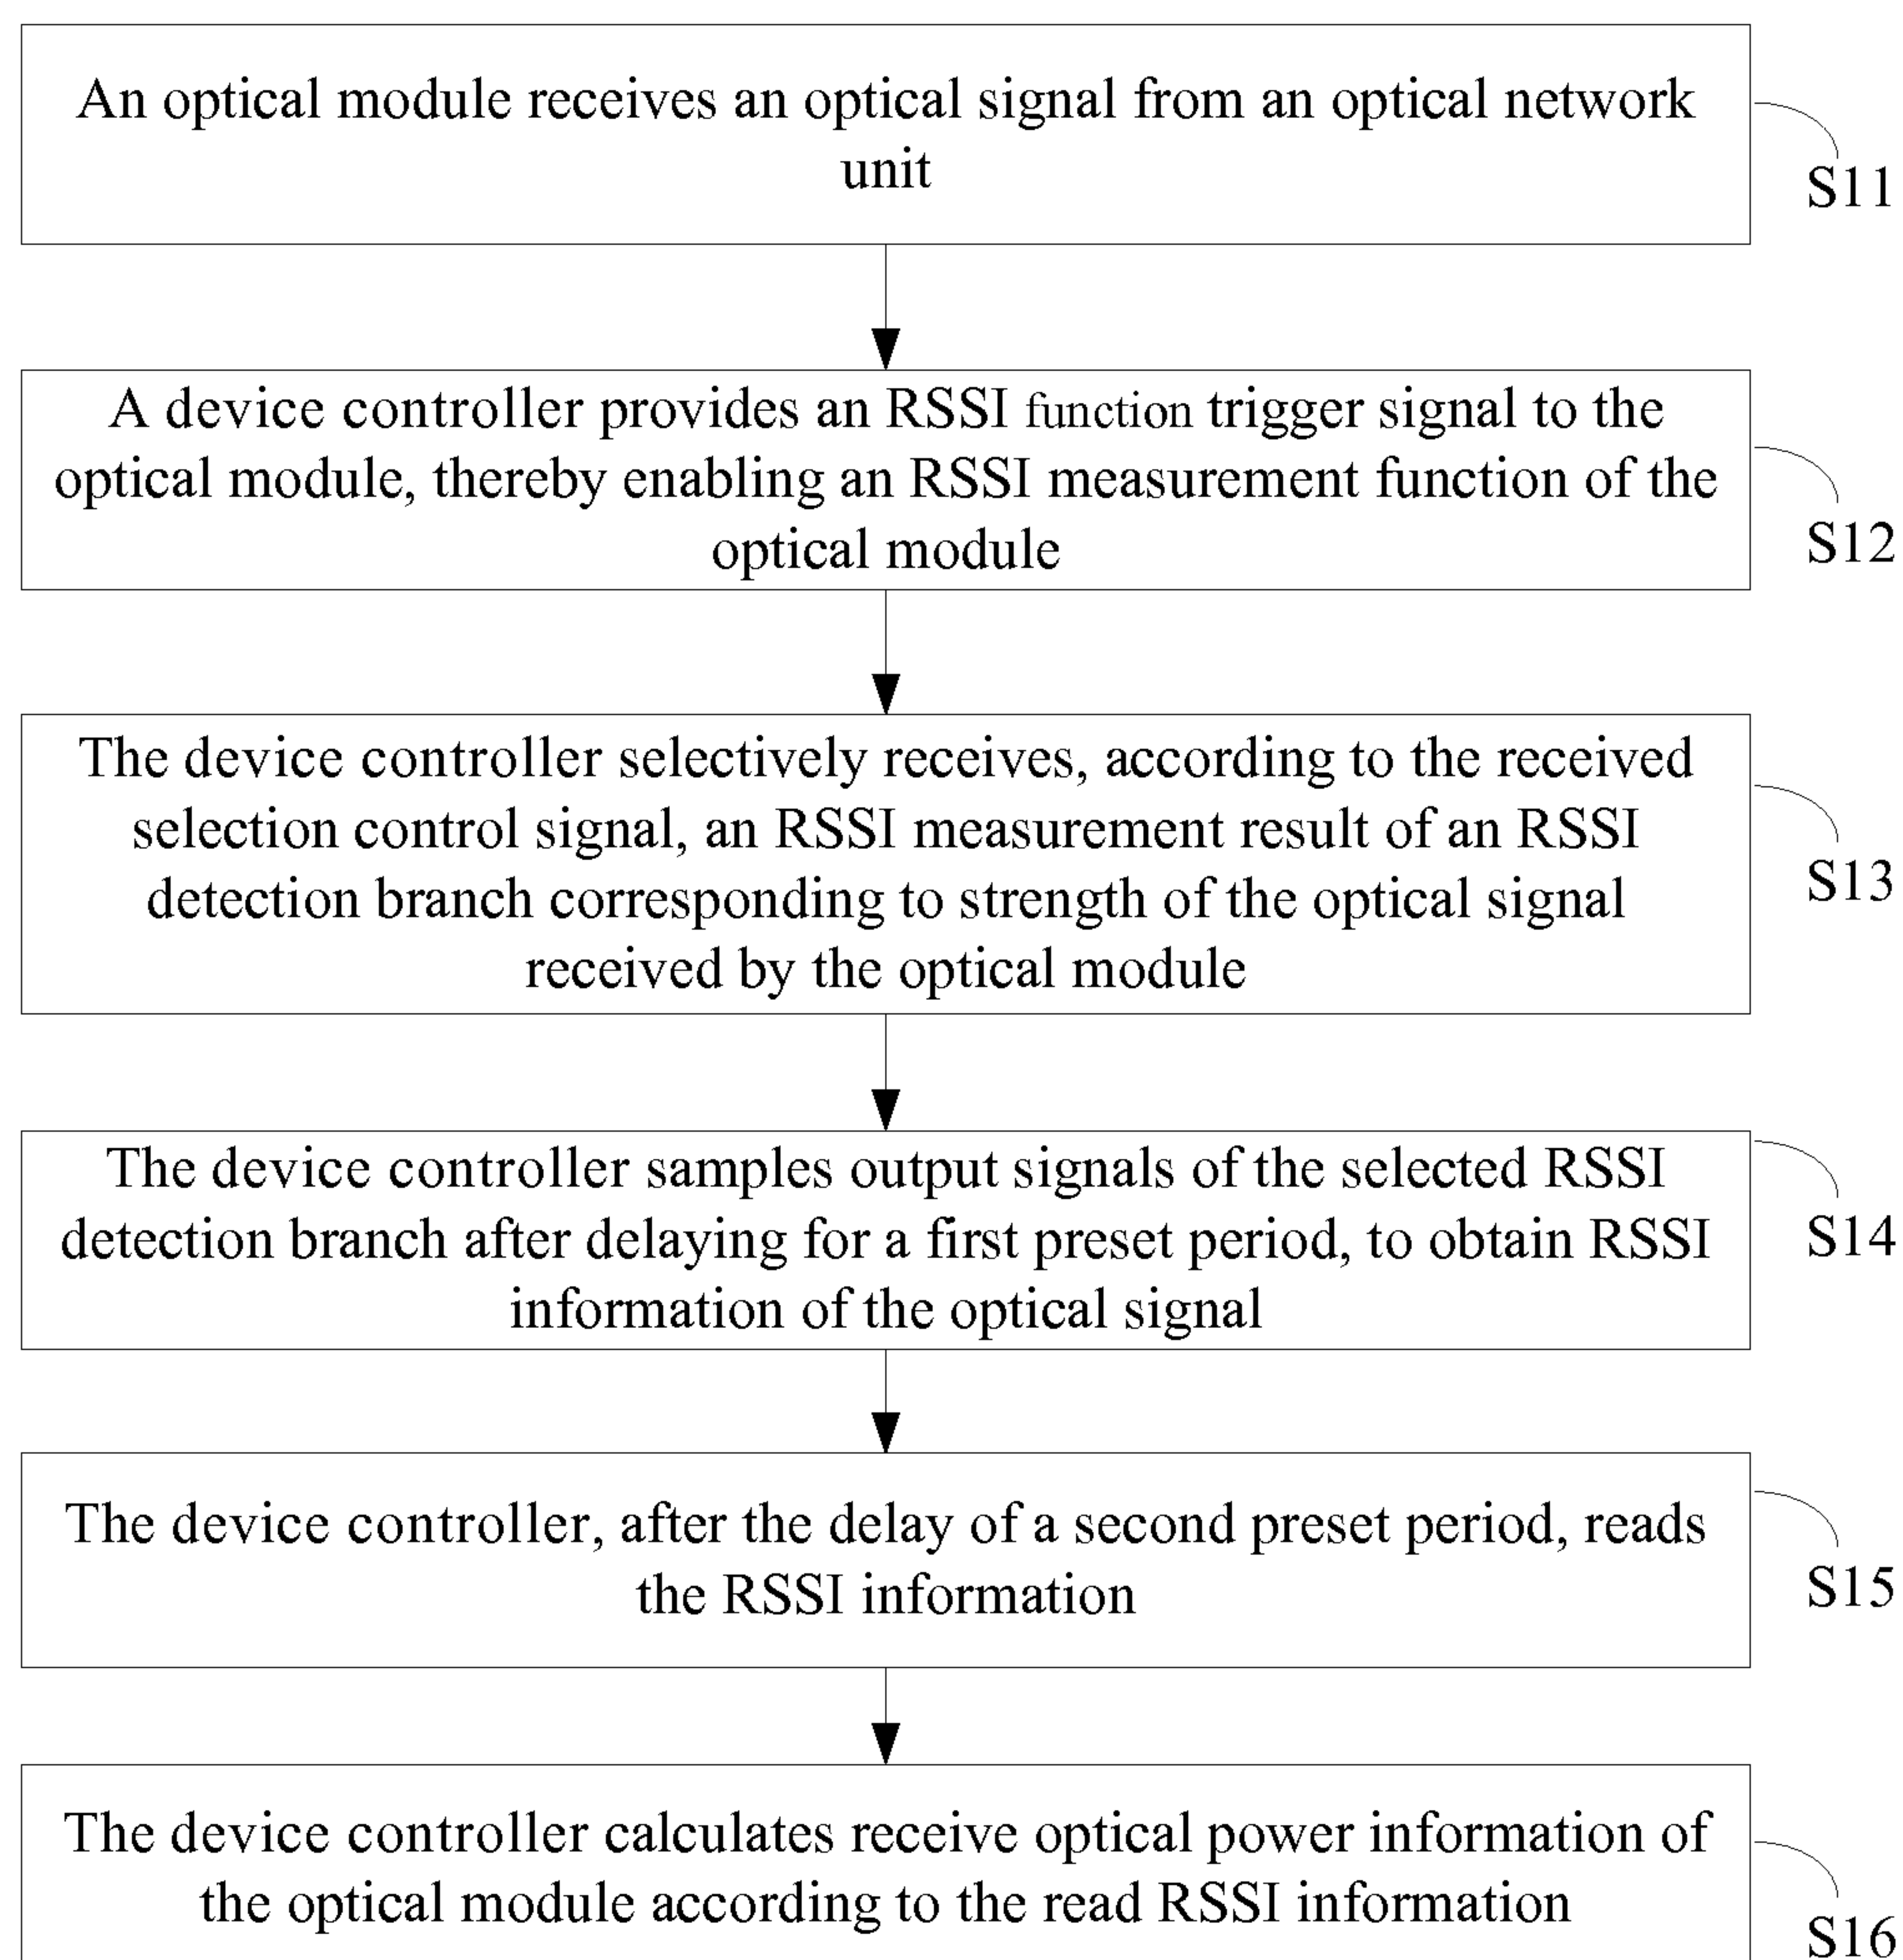 An optical module receives an optical signal from an optical network
unit
S11
A device controller provides an RSSI function trigger signal to the
optical module, thereby enabling an RSSI measurement function of the
optical module
S12
The device controller selectively receives, according to the received
selection control signal, an RSSI measurement result of an RSSI
detection branch corresponding to strength of the optical signal
received by the optical module
S13
The device controller samples output signals of the selected RSSI
detection branch after delaying for a first preset period, to obtain RSSI
information of the optical signal
S14
The device controller, after the delay of a second preset period, reads
the RSSI information
S15
The device controller calculates receive optical power information of
the optical module according to the read RSSI information
S16